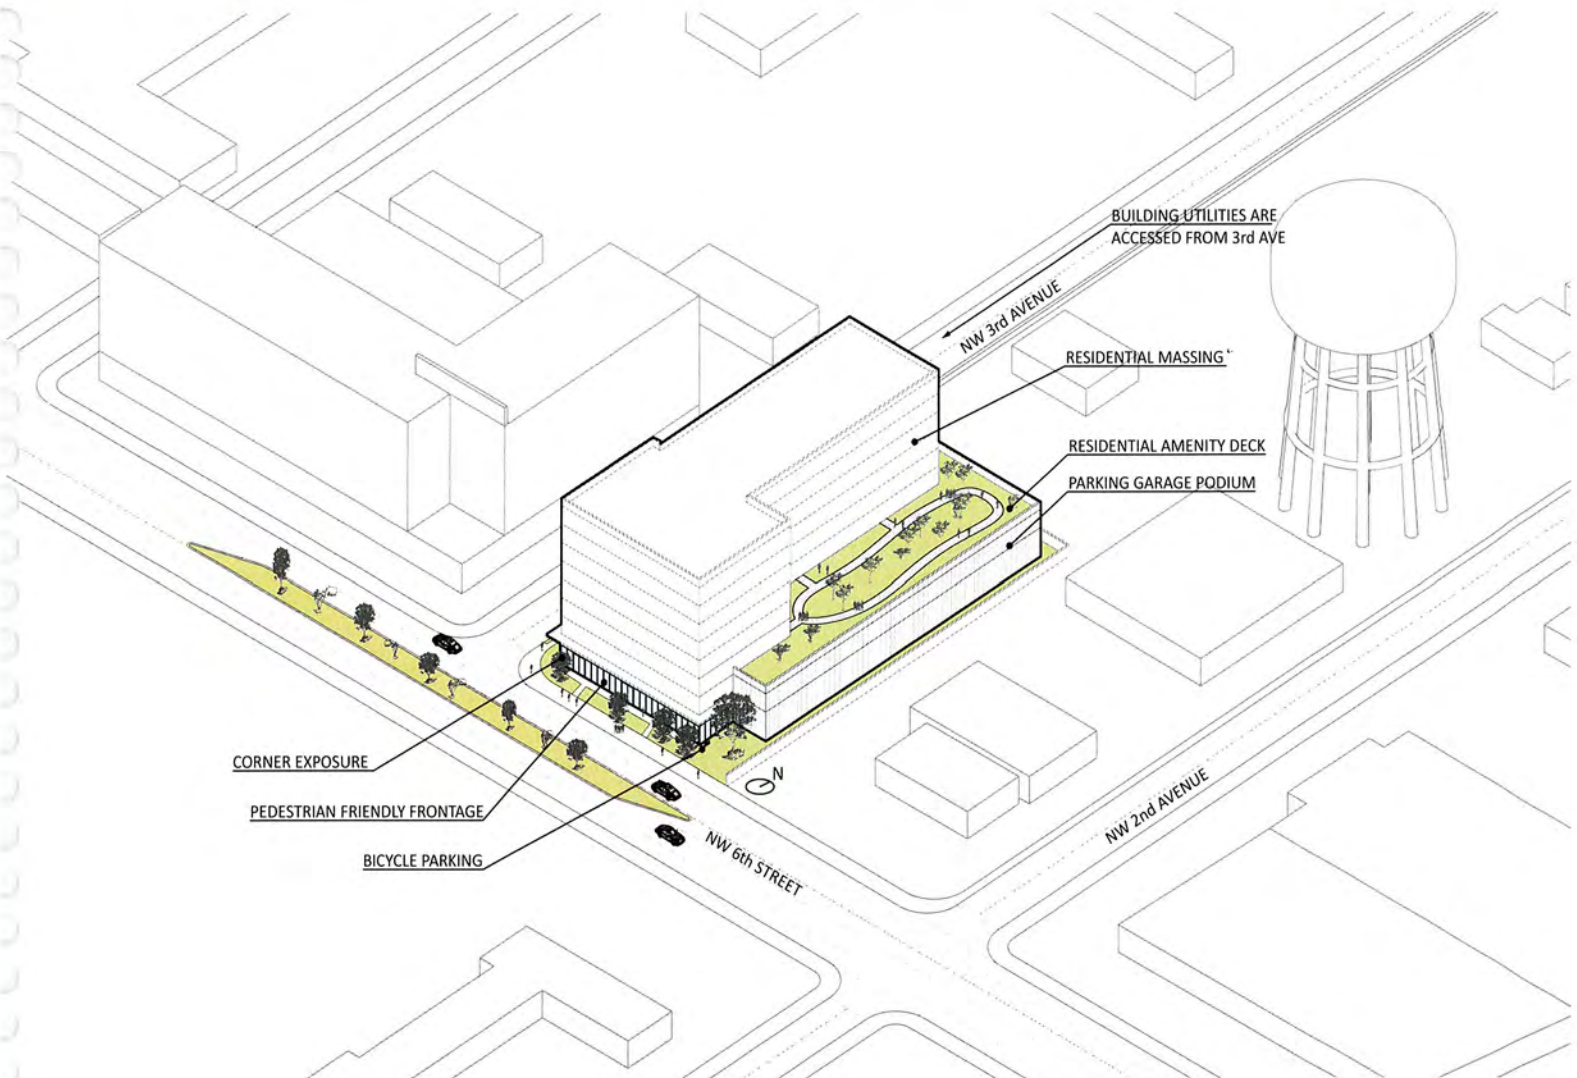 BUILDING UTILITIES ARE
ACCESSED FROM 3rd AVE
NW 3rd AVENUE
RESIDENTIAL MASSING
RESIDENTIAL AMENITY DECK
PARKING GARAGE PODIUM
CORNER EXPOSURE
PEDESTRIAN FRIENDLY FRONTAGE
BICYCLE PARKING
N
NW 6th STREET
NW 2nd AVENUE